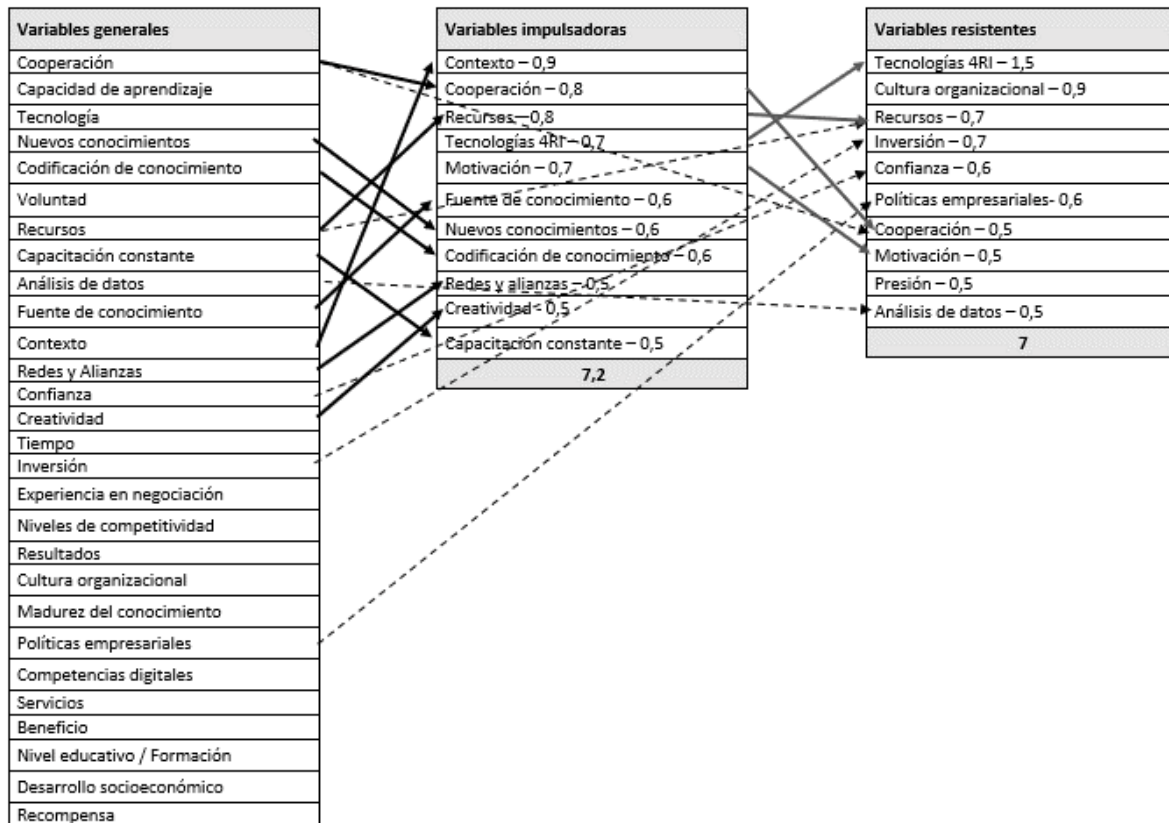 Variables generales
Cooperación
Capacidad de aprendizaje
Tecnología
Nuevos conocimientos
Codificación de conocimiento
Voluntad
Recursos
Capacitación constante
Análisis de datos
Fuente de conocimiento
Contexto
Redes y Alianzas
Confianza
Creatividad
Tiempo
Inversión
Experiencia en negociación
Niveles de competitividad
Resultados
Cultura organizacional
Madurez del conocimiento
Políticas empresariales
Competencias digitales
Servicios
Beneficio
Nivel educativo / Formación
Desarrollo socioeconómico
Recompensa
Variables impulsadoras
Contexto – 0,9
Cooperación – 0,8
Recursos – 0,8
Tecnologías 4RI – 0,7
Motivación – 0,7
Fuente de conocimiento – 0,6
Nuevos conocimientos – 0,6
Codificación de conocimiento – 0,6
Redes y alianzas – 0,5
Creatividad - 0,5
Capacitación constante – 0,5
7,2
Variables resistentes
Tecnologías 4RI – 1,5
Cultura organizacional – 0,9
Recursos – 0,7
Inversión – 0,7
Confianza – 0,6
Políticas empresariales- 0,6
Cooperación – 0,5
Motivación – 0,5
Presión – 0,5
Análisis de datos – 0,5
7